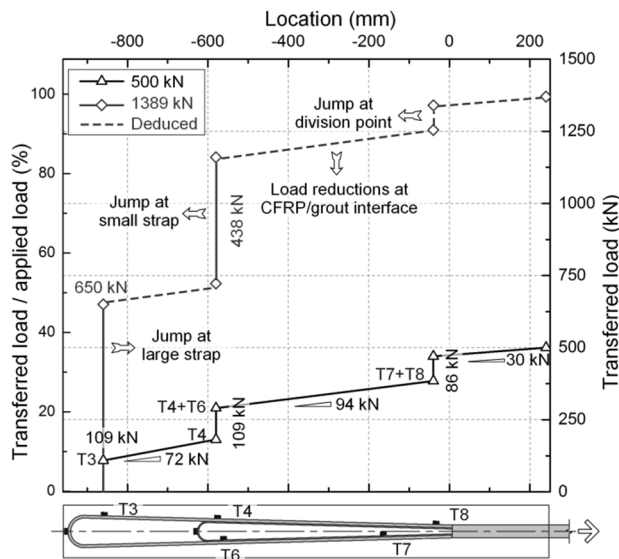 Location (mm)
-800 -600 -400 -200 0 200
500 kN
1389 kN
Deduced
Jump at
division point
Jump at
small strap
Load reductions at
CFRP/grout interface
438 kN
650 kN
Jump at
large strap
T7+T8
86 kN
30 kN
T4+T6
109 kN
94 kN
109 kN
T4
T3
72 kN
100
80
60
40
20
0
Transferred load / applied load (%)
1500
1250
1000
750
500
250
0
Transferred load (kN)
T3 T4 T8
T6 T7